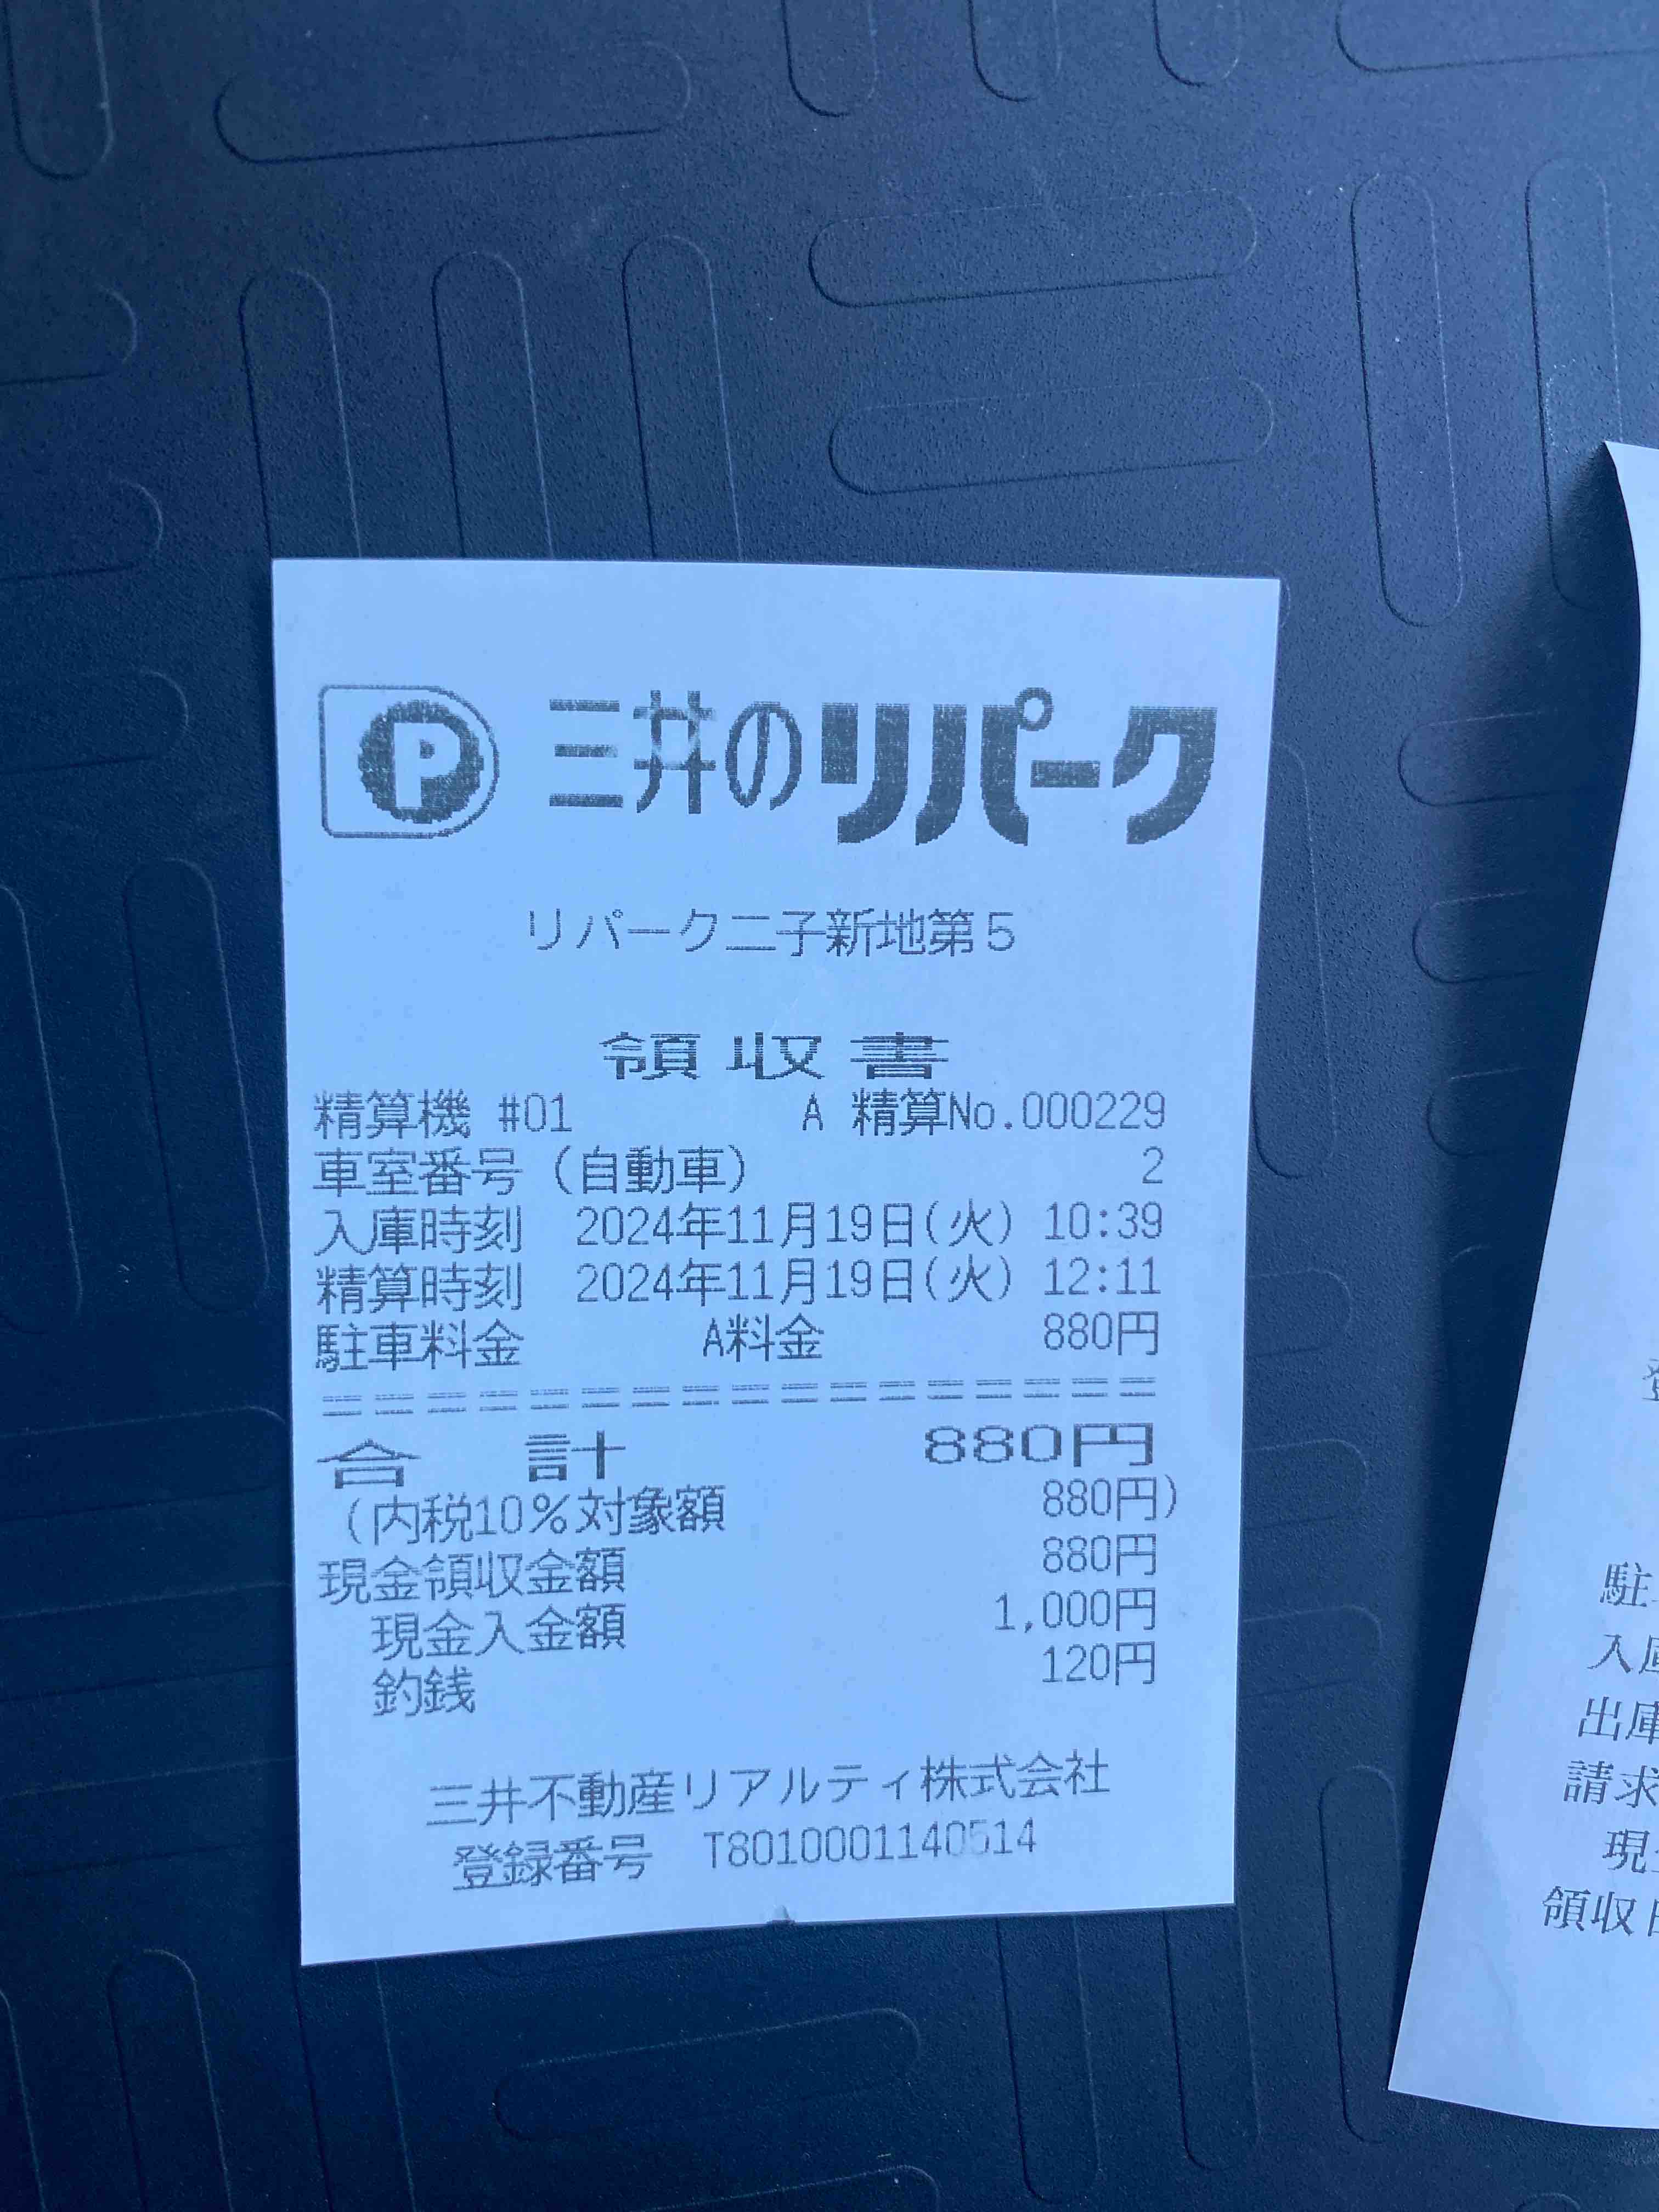 P 三井のリパーク
リパーク二子新地第5
領収書
精算機 #01 A 精算No.000229
車室番号(自動車) 2
入庫時刻 2024年11月19日(火) 10:39
精算時刻 2024年11月19日(火) 12:11
駐車料金 A料金 880円
==================
合 計 880円
(内税10%対象額 880円)
現金領収金額 880円
現金入金額 1,000円
釣銭 120円
三井不動産リアルティ株式会社
登録番号 T8010001140514
駐
入庫
出庫
請求
現
領収